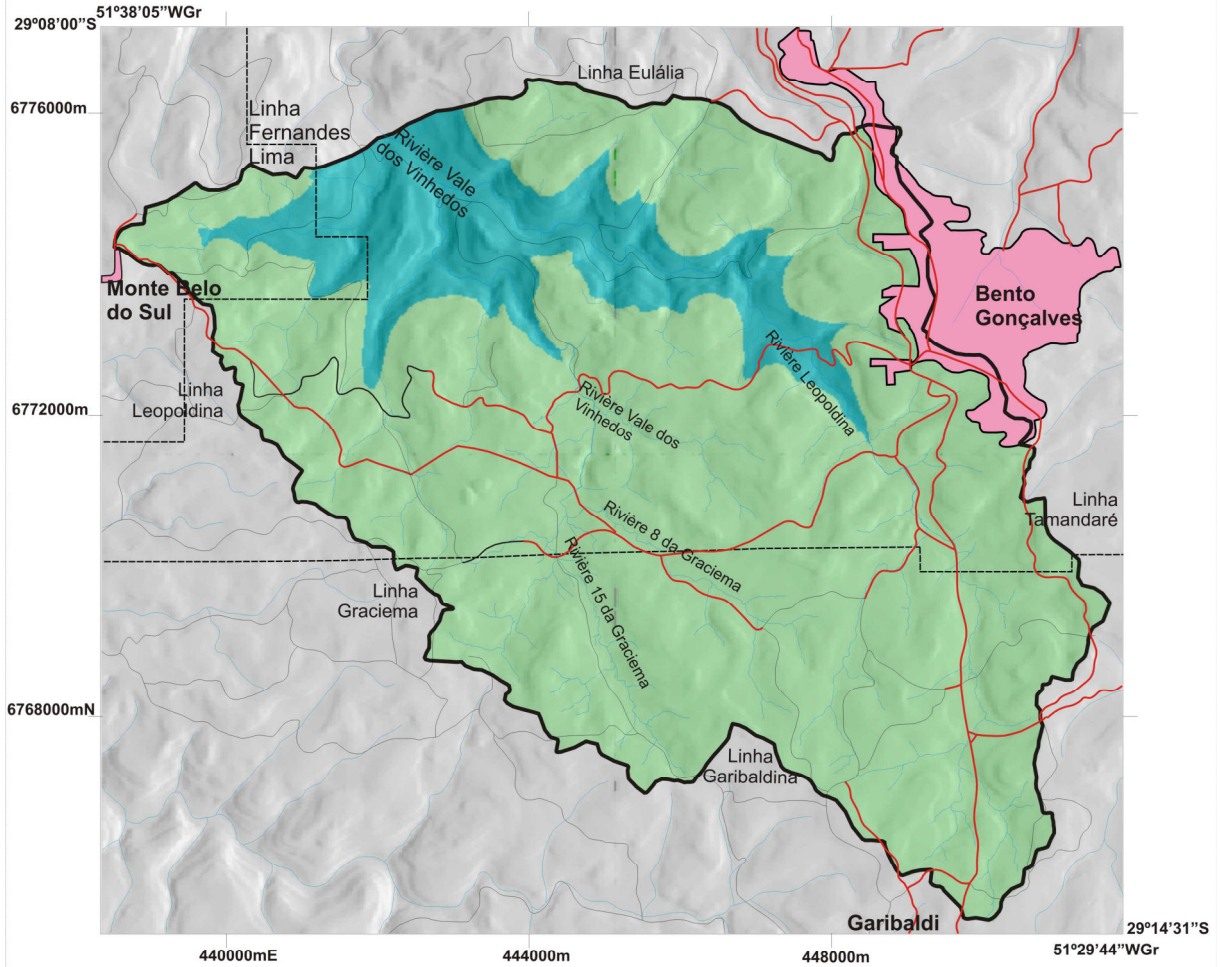 51º38'05"WGr
29º08'00"S
6776000m
Linha Eulália
Linha
Fernandes
Lima
Rivière Vale
dos Vinhedos
Monte Belo
do Sul
Bento
Gonçalves
Linha
Leopoldina
6772000m
Rivière Leopoldina
Rivière Vale dos
Vinhedos
Linha
Tamandaré
Rivière 8 da Graciema
Rivière 15 da Graciema
Linha
Graciema
6768000mN
Linha
Garibaldina
Garibaldi
29º14'31"S
51º29'44"WGr
440000mE
444000m
448000m